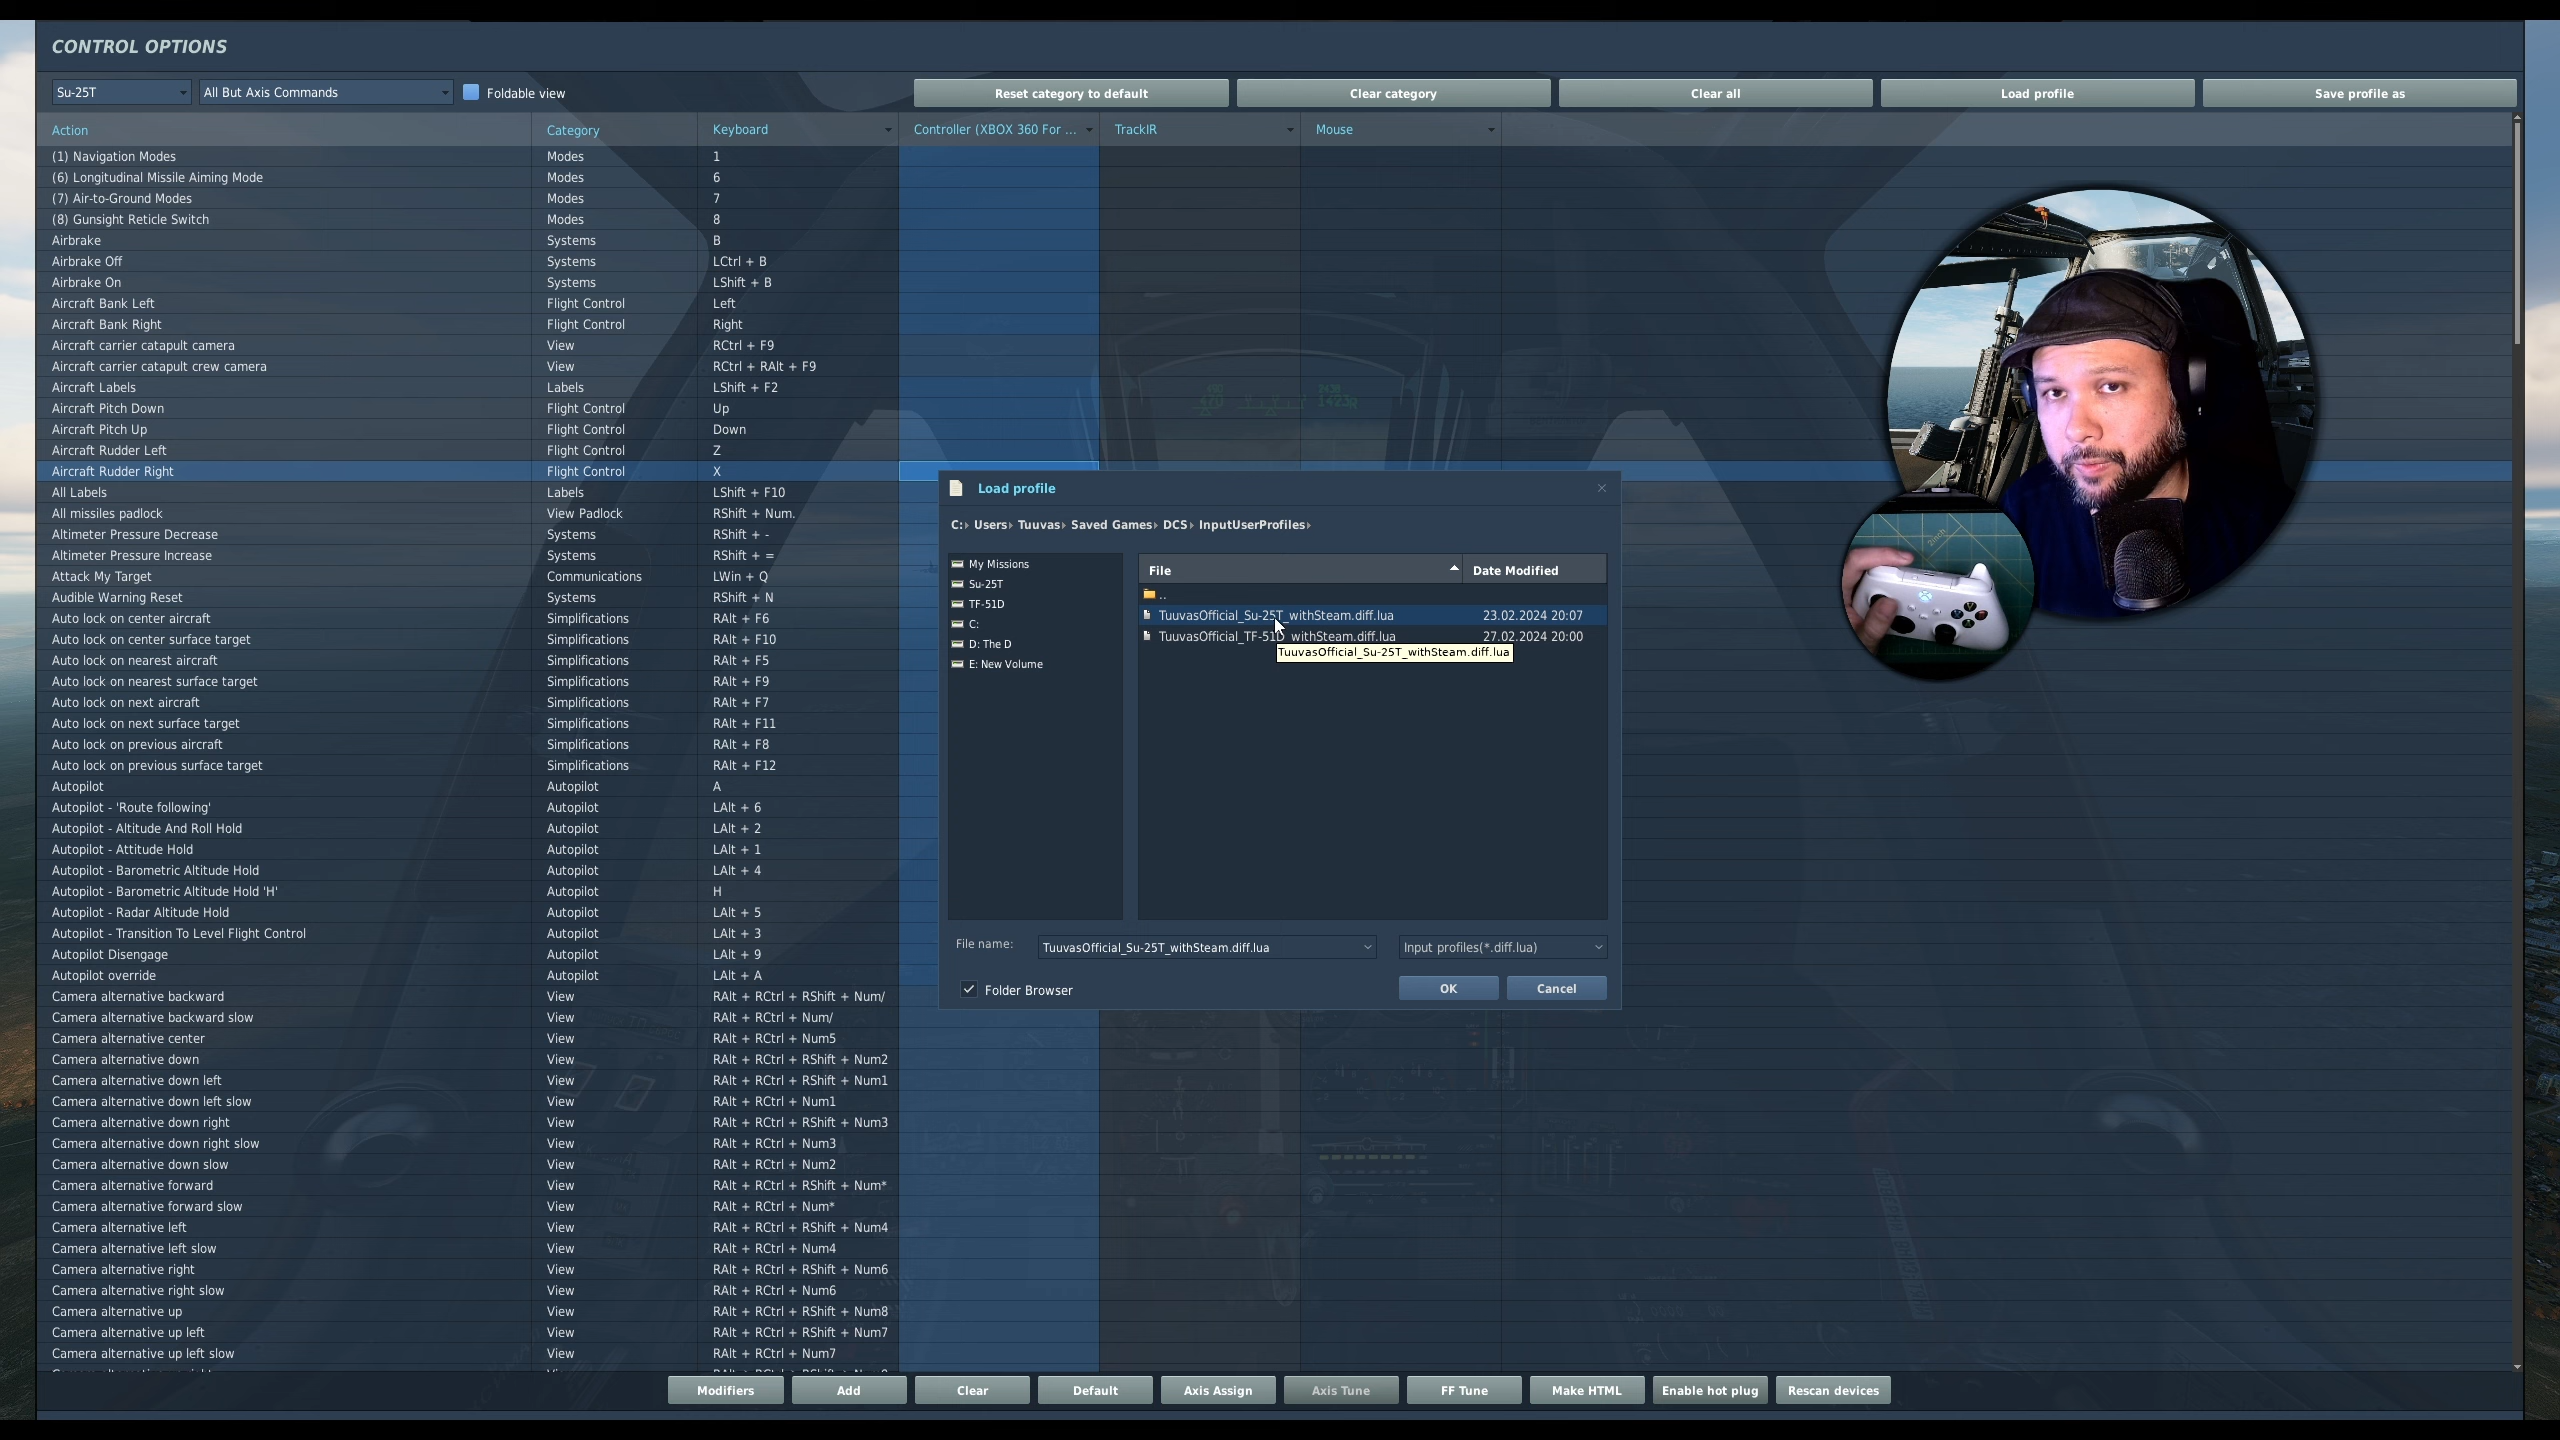 CONTROL OPTIONS
Su-25T All But Axis Commands Foldable view Reset category to default Clear category Clear all Load profile Save profile as
Action Category Keyboard Controller (XBOX 360 For ... TrackIR Mouse
(1) Navigation Modes Modes 1
(6) Longitudinal Missile Aiming Mode Modes 6
(7) Air-to-Ground Modes Modes 7
(8) Gunsight Reticle Switch Modes 8
Airbrake Systems B
Airbrake Off Systems LCtrl + B
Airbrake On Systems LShift + B
Aircraft Bank Left Flight Control Left
Aircraft Bank Right Flight Control Right
Aircraft carrier catapult camera View RCtrl + F9
Aircraft carrier catapult crew camera View RCtrl + RAlt + F9
Aircraft Labels Labels LShift + F2
Aircraft Pitch Down Flight Control Up
Aircraft Pitch Up Flight Control Down
Aircraft Rudder Left Flight Control Z
Aircraft Rudder Right Flight Control X
All Labels Labels LShift + F10
All missiles padlock View Padlock RShift + Num.
Altimeter Pressure Decrease Systems RShift + -
Altimeter Pressure Increase Systems RShift + =
Attack My Target Communications LWin + Q
Audible Warning Reset Systems RShift + N
Auto lock on center aircraft Simplifications RAlt + F6
Auto lock on center surface target Simplifications RAlt + F10
Auto lock on nearest aircraft Simplifications RAlt + F5
Auto lock on nearest surface target Simplifications RAlt + F9
Auto lock on next aircraft Simplifications RAlt + F7
Auto lock on next surface target Simplifications RAlt + F11
Auto lock on previous aircraft Simplifications RAlt + F8
Auto lock on previous surface target Simplifications RAlt + F12
Autopilot Autopilot A
Autopilot - 'Route following' Autopilot LAlt + 6
Autopilot - Altitude And Roll Hold Autopilot LAlt + 2
Autopilot - Attitude Hold Autopilot LAlt + 1
Autopilot - Barometric Altitude Hold Autopilot LAlt + 4
Autopilot - Barometric Altitude Hold 'H' Autopilot H
Autopilot - Radar Altitude Hold Autopilot LAlt + 5
Autopilot - Transition To Level Flight Control Autopilot LAlt + 3
Autopilot Disengage Autopilot LAlt + 9
Autopilot override Autopilot LAlt + A
Camera alternative backward View RAlt + RCtrl + RShift + Num/
Camera alternative backward slow View RAlt + RCtrl + Num/
Camera alternative center View RAlt + RCtrl + Num5
Camera alternative down View RAlt + RCtrl + RShift + Num2
Camera alternative down left View RAlt + RCtrl + RShift + Num1
Camera alternative down left slow View RAlt + RCtrl + Num1
Camera alternative down right View RAlt + RCtrl + RShift + Num3
Camera alternative down right slow View RAlt + RCtrl + Num3
Camera alternative down slow View RAlt + RCtrl + Num2
Camera alternative forward View RAlt + RCtrl + RShift + Num*
Camera alternative forward slow View RAlt + RCtrl + Num*
Camera alternative left View RAlt + RCtrl + RShift + Num4
Camera alternative left slow View RAlt + RCtrl + Num4
Camera alternative right View RAlt + RCtrl + RShift + Num6
Camera alternative right slow View RAlt + RCtrl + Num6
Camera alternative up View RAlt + RCtrl + RShift + Num8
Camera alternative up left View RAlt + RCtrl + RShift + Num7
Camera alternative up left slow View RAlt + RCtrl + Num7
Load profile
C: Users Tuuvas Saved Games DCS InputUserProfiles
My Missions
Su-25T
TF-51D
C:
D: The D
E: New Volume
File Date Modified
..
TuuvasOfficial_Su-25T_withSteam.diff.lua 23.02.2024 20:07
TuuvasOfficial_TF-51D_withSteam.diff.lua 27.02.2024 20:00
TuuvasOfficial_Su-25T_withSteam.diff.lua
File name: TuuvasOfficial_Su-25T_withSteam.diff.lua Input profiles(*.diff.lua)
Folder Browser OK Cancel
Modifiers Add Clear Default Axis Assign Axis Tune FF Tune Make HTML Enable hot plug Rescan devices